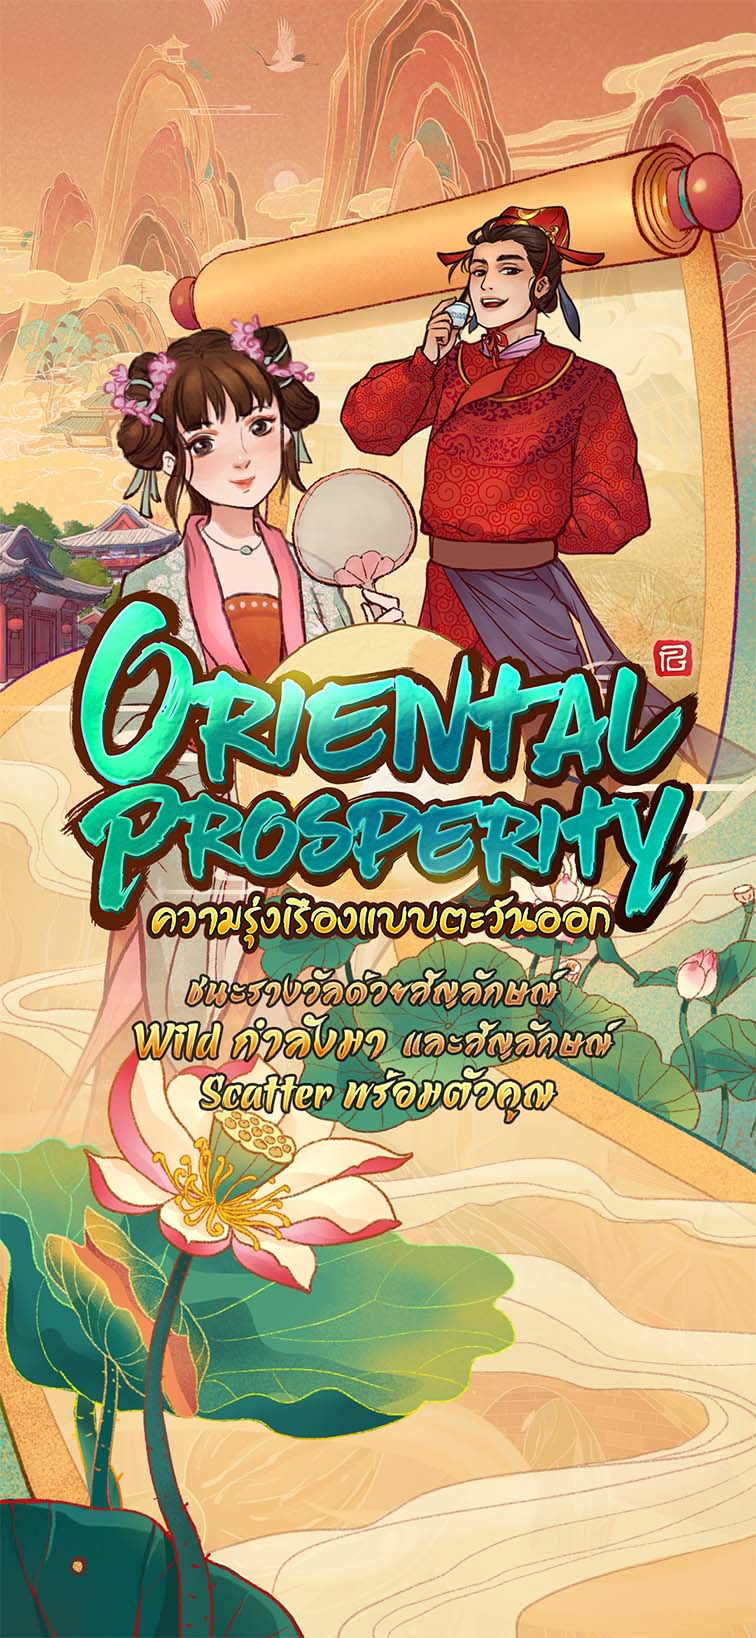 ORIENTAL
PROSPERITY
ความรุ่งเรืองแบบตะวันออก
ชนะรางวัลด้วยสัญลักษณ์
Wild กำลังมา และสัญลักษณ์
Scatter พร้อมตัวคูณ